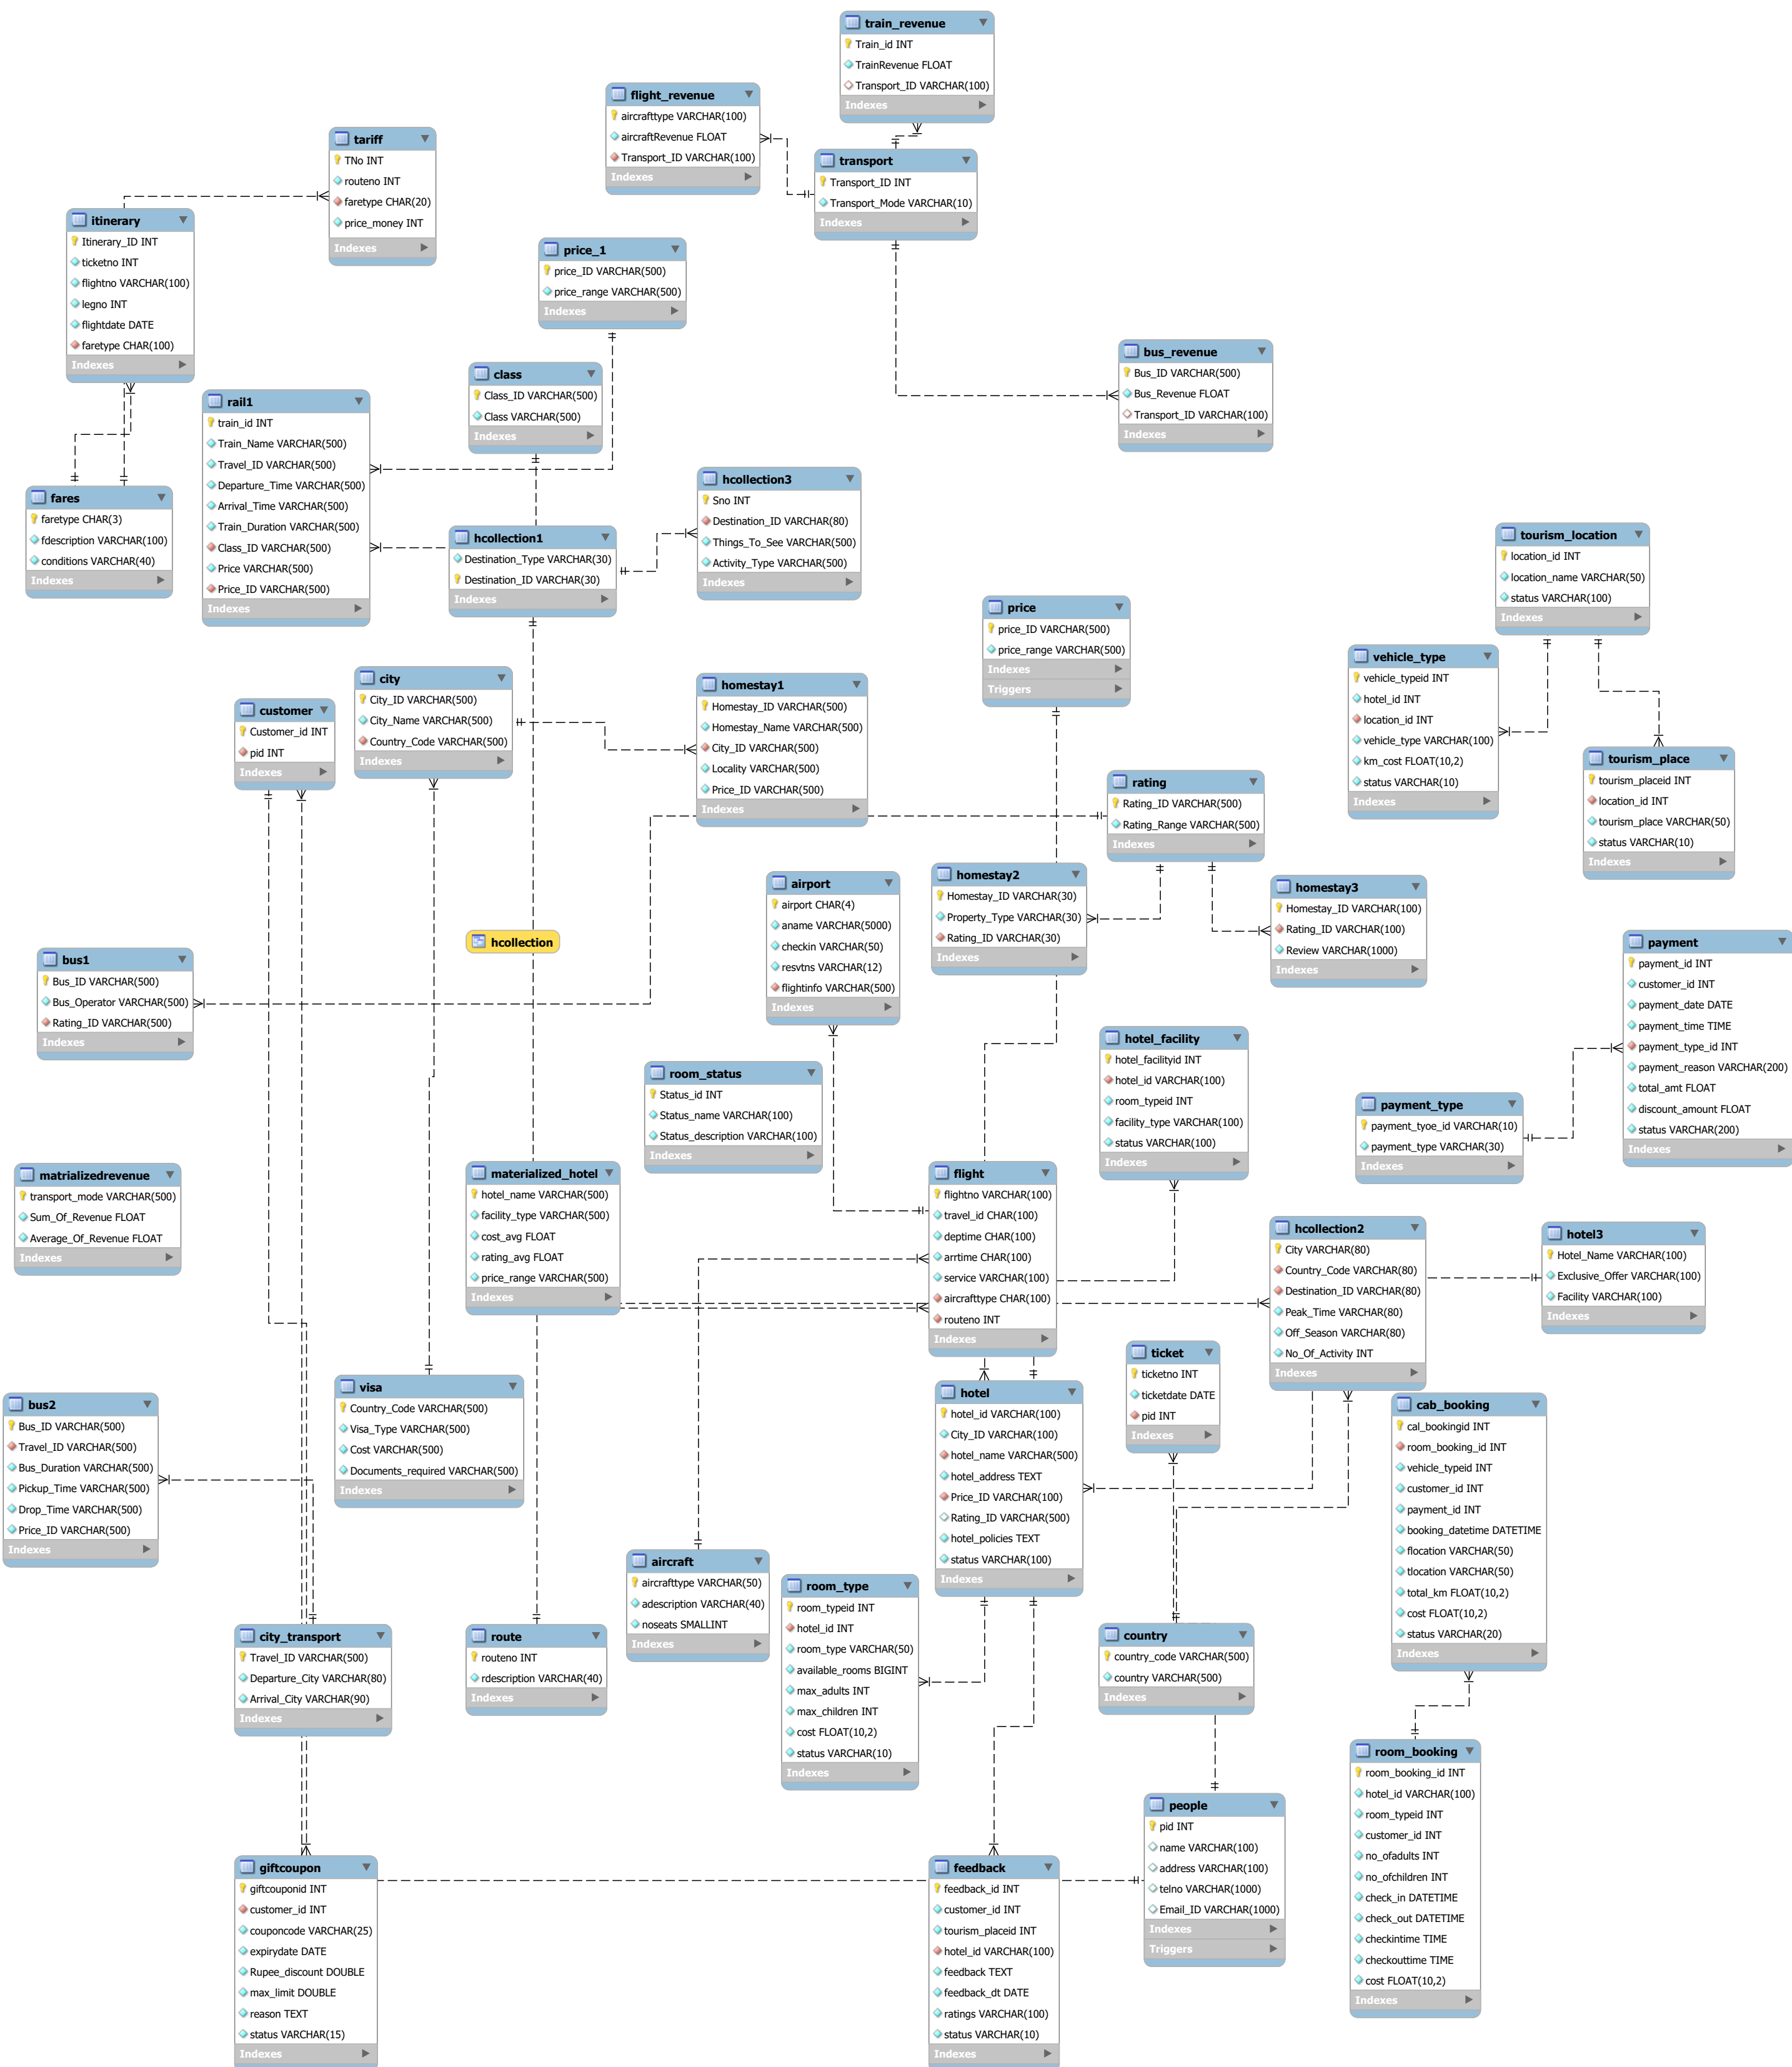 train_revenue
Train_id INT
TrainRevenue FLOAT
Transport_ID VARCHAR(100)
Indexes
flight_revenue
aircrafttype VARCHAR(100)
aircraftRevenue FLOAT
Transport_ID VARCHAR(100)
Indexes
tariff
TNo INT
routeno INT
faretype CHAR(20)
price_money INT
Indexes
transport
Transport_ID INT
Transport_Mode VARCHAR(10)
Indexes
itinerary
Itinerary_ID INT
ticketno INT
flightno VARCHAR(100)
legno INT
flightdate DATE
faretype CHAR(100)
Indexes
price_1
price_ID VARCHAR(500)
price_range VARCHAR(500)
Indexes
bus_revenue
Bus_ID VARCHAR(500)
Bus_Revenue FLOAT
Transport_ID VARCHAR(100)
Indexes
class
Class_ID VARCHAR(500)
Class VARCHAR(500)
Indexes
rail1
train_id INT
Train_Name VARCHAR(500)
Travel_ID VARCHAR(500)
Departure_Time VARCHAR(500)
Arrival_Time VARCHAR(500)
Train_Duration VARCHAR(500)
Class_ID VARCHAR(500)
Price VARCHAR(500)
Price_ID VARCHAR(500)
Indexes
fares
faretype CHAR(3)
fdescription VARCHAR(100)
conditions VARCHAR(40)
Indexes
hcollection3
Sno INT
Destination_ID VARCHAR(80)
Things_To_See VARCHAR(500)
Activity_Type VARCHAR(500)
Indexes
hcollection1
Destination_Type VARCHAR(30)
Destination_ID VARCHAR(30)
Indexes
tourism_location
location_id INT
location_name VARCHAR(50)
status VARCHAR(100)
Indexes
price
price_ID VARCHAR(500)
price_range VARCHAR(500)
Indexes
Triggers
vehicle_type
vehicle_typeid INT
hotel_id INT
location_id INT
vehicle_type VARCHAR(100)
km_cost FLOAT(10,2)
status VARCHAR(10)
Indexes
city
City_ID VARCHAR(500)
City_Name VARCHAR(500)
Country_Code VARCHAR(500)
Indexes
homestay1
Homestay_ID VARCHAR(500)
Homestay_Name VARCHAR(500)
City_ID VARCHAR(500)
Locality VARCHAR(500)
Price_ID VARCHAR(500)
Indexes
customer
Customer_id INT
pid INT
Indexes
tourism_place
tourism_placeid INT
location_id INT
tourism_place VARCHAR(50)
status VARCHAR(10)
Indexes
rating
Rating_ID VARCHAR(500)
Rating_Range VARCHAR(500)
Indexes
airport
airport CHAR(4)
aname VARCHAR(5000)
checkin VARCHAR(50)
resvtns VARCHAR(12)
flightinfo VARCHAR(500)
Indexes
homestay2
Homestay_ID VARCHAR(30)
Property_Type VARCHAR(30)
Rating_ID VARCHAR(30)
Indexes
homestay3
Homestay_ID VARCHAR(100)
Rating_ID VARCHAR(100)
Review VARCHAR(1000)
Indexes
hcollection
payment
payment_id INT
customer_id INT
payment_date DATE
payment_time TIME
payment_type_id INT
payment_reason VARCHAR(200)
total_amt FLOAT
discount_amount FLOAT
status VARCHAR(200)
Indexes
bus1
Bus_ID VARCHAR(500)
Bus_Operator VARCHAR(500)
Rating_ID VARCHAR(500)
Indexes
hotel_facility
hotel_facilityid INT
hotel_id VARCHAR(100)
room_typeid INT
facility_type VARCHAR(100)
status VARCHAR(100)
Indexes
room_status
Status_id INT
Status_name VARCHAR(100)
Status_description VARCHAR(100)
Indexes
payment_type
payment_tyoe_id VARCHAR(10)
payment_type VARCHAR(30)
Indexes
matrializedrevenue
transport_mode VARCHAR(500)
Sum_Of_Revenue FLOAT
Average_Of_Revenue FLOAT
Indexes
materialized_hotel
hotel_name VARCHAR(500)
facility_type VARCHAR(500)
cost_avg FLOAT
rating_avg FLOAT
price_range VARCHAR(500)
Indexes
flight
flightno VARCHAR(100)
travel_id CHAR(100)
deptime CHAR(100)
arrtime CHAR(100)
service VARCHAR(100)
aircrafttype CHAR(100)
routeno INT
Indexes
hcollection2
City VARCHAR(80)
Country_Code VARCHAR(80)
Destination_ID VARCHAR(80)
Peak_Time VARCHAR(80)
Off_Season VARCHAR(80)
No_Of_Activity INT
Indexes
hotel3
Hotel_Name VARCHAR(100)
Exclusive_Offer VARCHAR(100)
Facility VARCHAR(100)
Indexes
ticket
ticketno INT
ticketdate DATE
pid INT
Indexes
visa
Country_Code VARCHAR(500)
Visa_Type VARCHAR(500)
Cost VARCHAR(500)
Documents_required VARCHAR(500)
Indexes
hotel
hotel_id VARCHAR(100)
City_ID VARCHAR(100)
hotel_name VARCHAR(500)
hotel_address TEXT
Price_ID VARCHAR(100)
Rating_ID VARCHAR(500)
hotel_policies TEXT
status VARCHAR(100)
Indexes
bus2
Bus_ID VARCHAR(500)
Travel_ID VARCHAR(500)
Bus_Duration VARCHAR(500)
Pickup_Time VARCHAR(500)
Drop_Time VARCHAR(500)
Price_ID VARCHAR(500)
Indexes
cab_booking
cal_bookingid INT
room_booking_id INT
vehicle_typeid INT
customer_id INT
payment_id INT
booking_datetime DATETIME
flocation VARCHAR(50)
tlocation VARCHAR(50)
total_km FLOAT(10,2)
cost FLOAT(10,2)
status VARCHAR(20)
Indexes
aircraft
aircrafttype VARCHAR(50)
adescription VARCHAR(40)
noseats SMALLINT
Indexes
room_type
room_typeid INT
hotel_id INT
room_type VARCHAR(50)
available_rooms BIGINT
max_adults INT
max_children INT
cost FLOAT(10,2)
status VARCHAR(10)
Indexes
city_transport
Travel_ID VARCHAR(500)
Departure_City VARCHAR(80)
Arrival_City VARCHAR(90)
Indexes
route
routeno INT
rdescription VARCHAR(40)
Indexes
country
country_code VARCHAR(500)
country VARCHAR(500)
Indexes
room_booking
room_booking_id INT
hotel_id VARCHAR(100)
room_typeid INT
customer_id INT
no_ofadults INT
no_ofchildren INT
check_in DATETIME
check_out DATETIME
checkintime TIME
checkouttime TIME
cost FLOAT(10,2)
Indexes
people
pid INT
name VARCHAR(100)
address VARCHAR(100)
telno VARCHAR(1000)
Email_ID VARCHAR(1000)
Indexes
Triggers
giftcoupon
giftcouponid INT
customer_id INT
couponcode VARCHAR(25)
expirydate DATE
Rupee_discount DOUBLE
max_limit DOUBLE
reason TEXT
status VARCHAR(15)
Indexes
feedback
feedback_id INT
customer_id INT
tourism_placeid INT
hotel_id VARCHAR(100)
feedback TEXT
feedback_dt DATE
ratings VARCHAR(100)
status VARCHAR(10)
Indexes